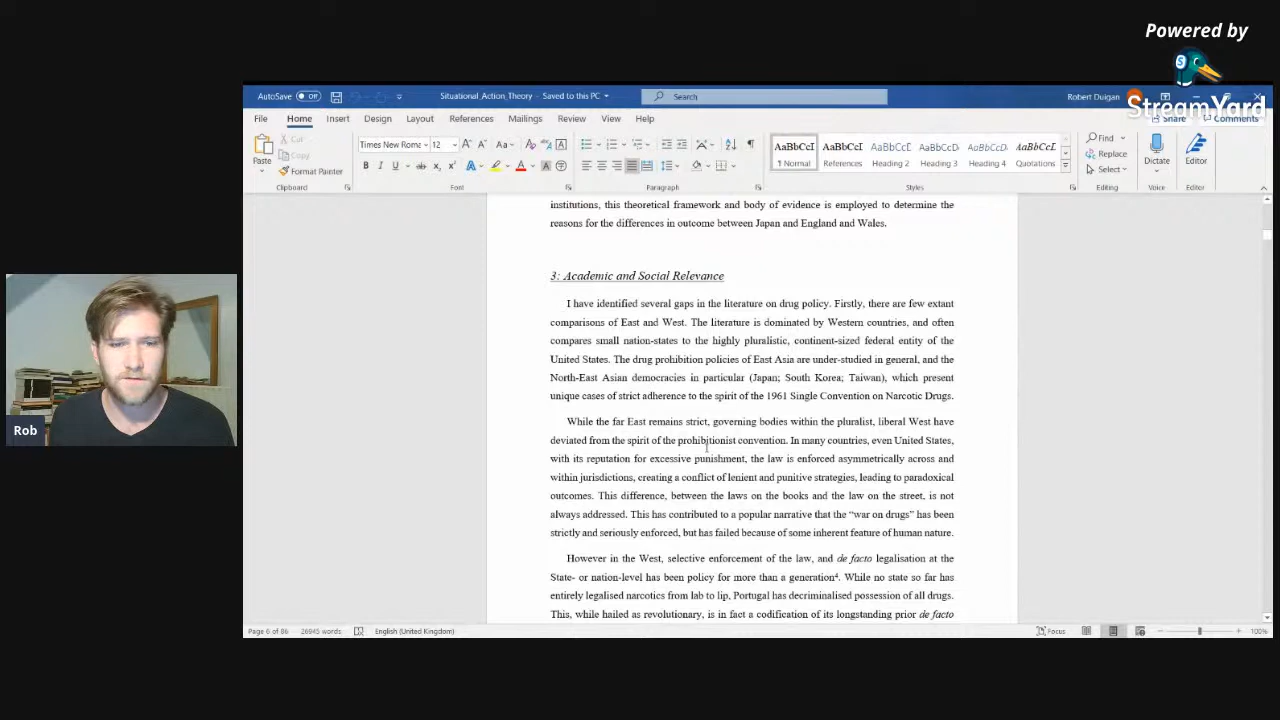 Powered by
StreamYard
AutoSave Off
Situational_Action_Theory - Saved to this PC
Search
Robert Duigan
File Home Insert Design Layout References Mailings Review View Help
Share Comments
Paste
Cut
Copy
Format Painter
Times New Roma 12
AaBbCcI AaBbCcI AaBbCcI AaBbCcD AaBbCcD AaBbCcI
¶ Normal References Heading 2 Heading 3 Heading 4 Quotations
Find
Replace
Select
Dictate
Editor
Clipboard Font Paragraph Styles Editing Voice Editor
institutions, this theoretical framework and body of evidence is employed to determine the
reasons for the differences in outcome between Japan and England and Wales.
3: Academic and Social Relevance
I have identified several gaps in the literature on drug policy. Firstly, there are few extant
comparisons of East and West. The literature is dominated by Western countries, and often
compares small nation-states to the highly pluralistic, continent-sized federal entity of the
United States. The drug prohibition policies of East Asia are under-studied in general, and the
North-East Asian democracies in particular (Japan; South Korea; Taiwan), which present
unique cases of strict adherence to the spirit of the 1961 Single Convention on Narcotic Drugs.
While the far East remains strict, governing bodies within the pluralist, liberal West have
deviated from the spirit of the prohibitionist convention. In many countries, even United States,
with its reputation for excessive punishment, the law is enforced asymmetrically across and
within jurisdictions, creating a conflict of lenient and punitive strategies, leading to paradoxical
outcomes. This difference, between the laws on the books and the law on the street, is not
always addressed. This has contributed to a popular narrative that the “war on drugs” has been
strictly and seriously enforced, but has failed because of some inherent feature of human nature.
However in the West, selective enforcement of the law, and de facto legalisation at the
State- or nation-level has been policy for more than a generation⁴. While no state so far has
entirely legalised narcotics from lab to lip, Portugal has decriminalised possession of all drugs.
This, while hailed as revolutionary, is in fact a codification of its longstanding prior de facto
Rob
Page 6 of 86 26945 words English (United Kingdom) Focus 100%